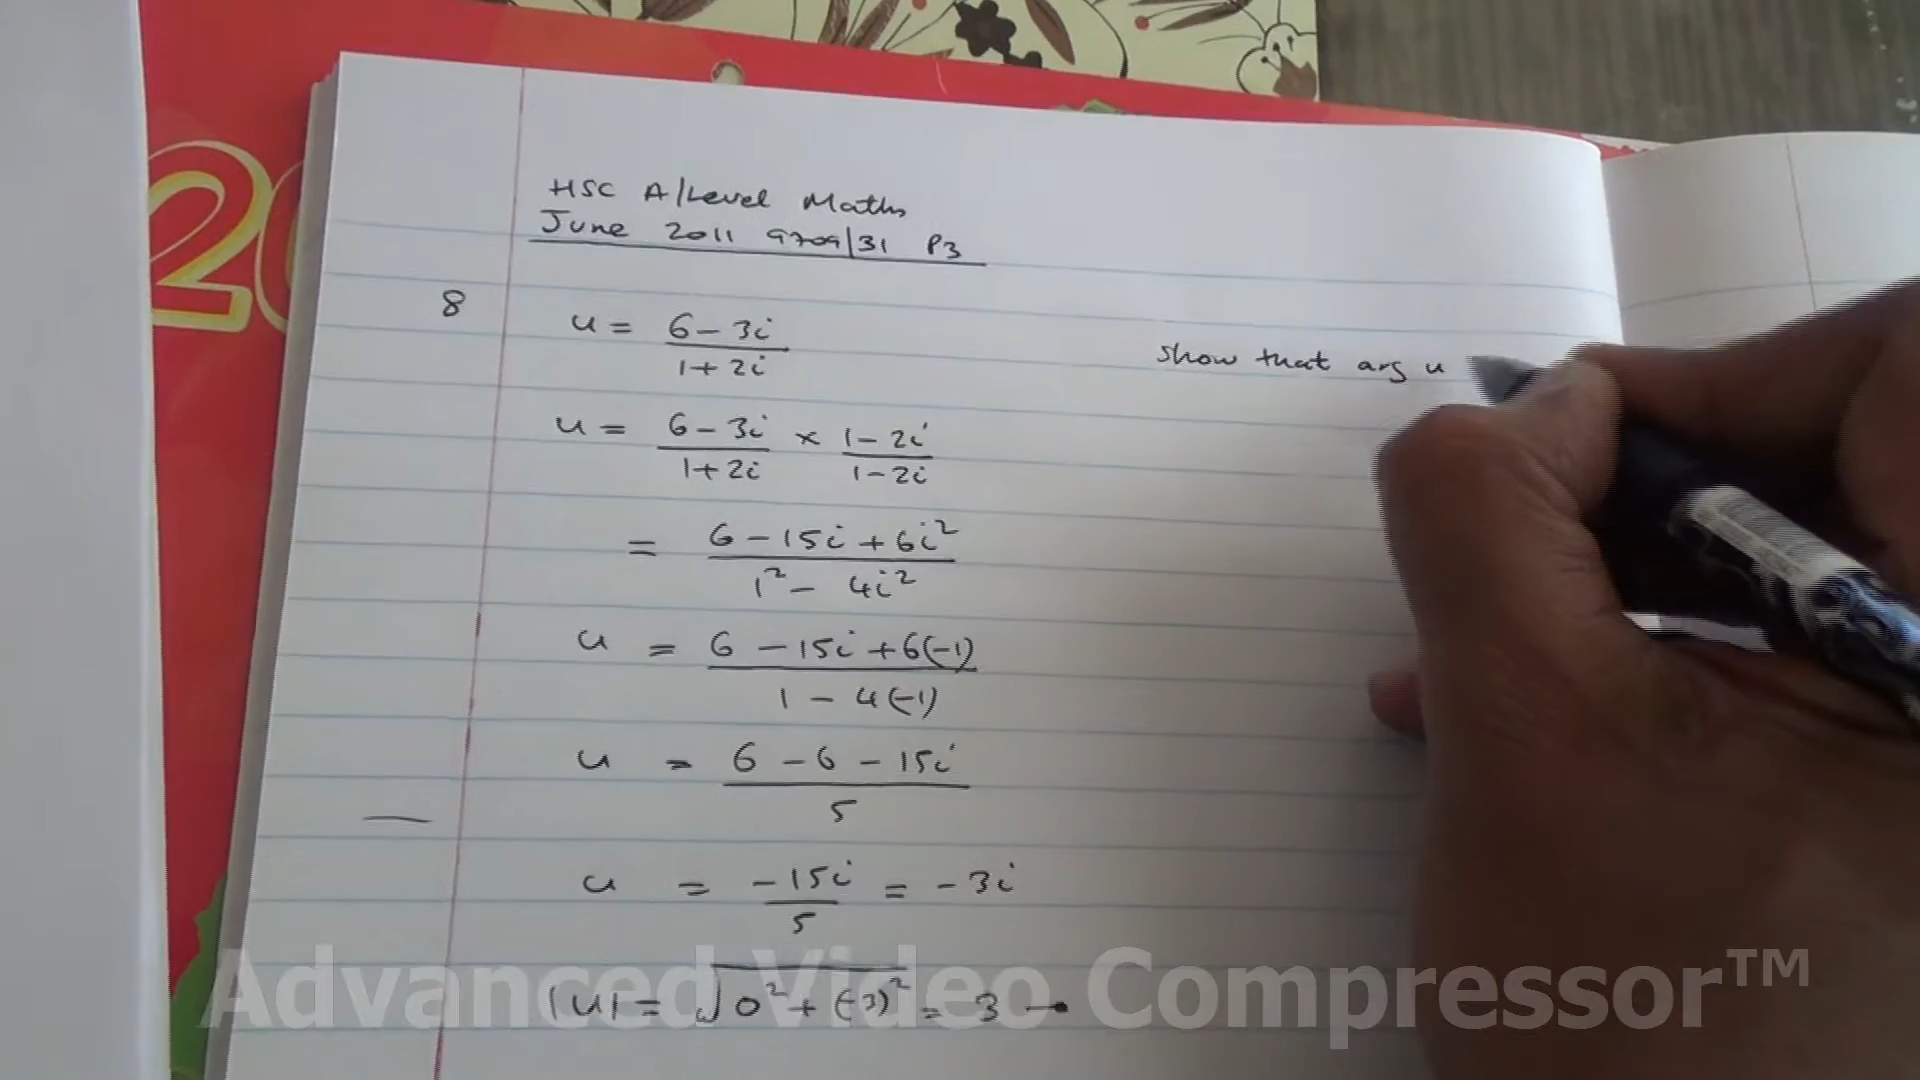 20
HSC A/Level Maths
June 2011 9709/31 P3
8
u = 6 - 3i / 1 + 2i
show that arg u
u = 6 - 3i / 1 + 2i × 1 - 2i / 1 - 2i
= 6 - 15i + 6i² / 1² - 4i²
u = 6 - 15i + 6(-1) / 1 - 4(-1)
u = 6 - 6 - 15i / 5
u = -15i / 5 = -3i
|u| = √0² + (-3)² = 3
Advanced Video Compressor™